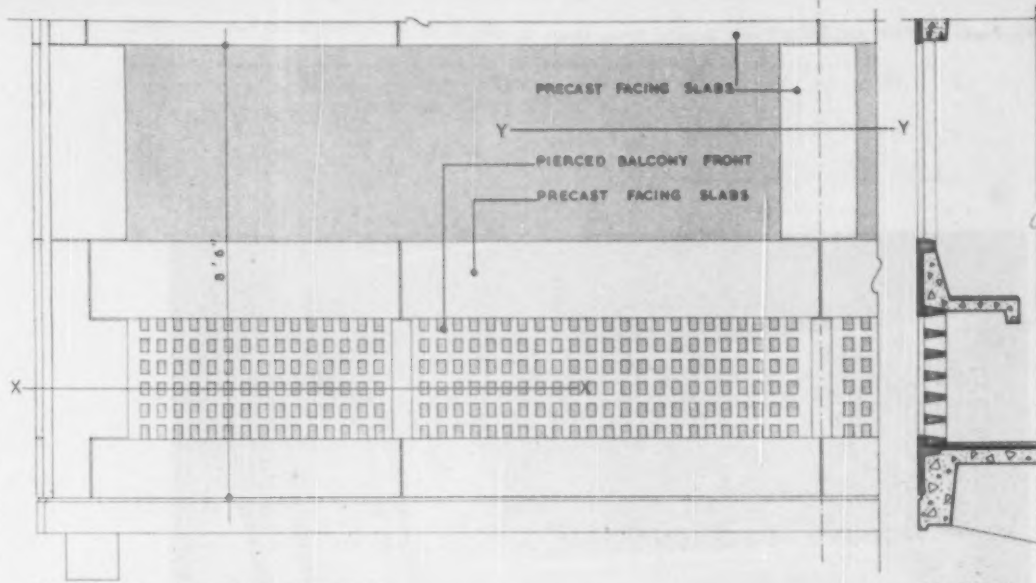 PRECAST FACING SLABS
Y Y
PIERCED BALCONY FRONT
PRECAST FACING SLABS
8'6"
X X